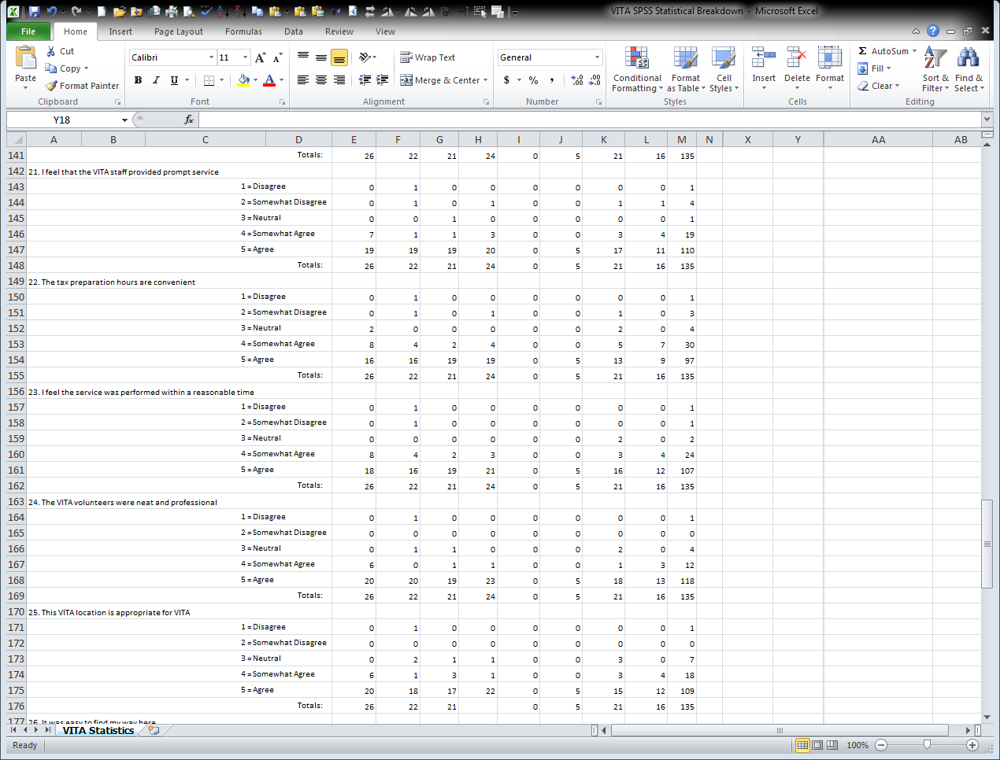 VITA SPSS Statistical Breakdown - Microsoft Excel
File Home Insert Page Layout Formulas Data Review View
Paste Cut Copy Format Painter Clipboard
Calibri 11 B I U Font
Wrap Text Merge & Center Alignment
General $ % , Number
Conditional Formatting Format as Table Cell Styles Styles
Insert Delete Format Cells
Σ AutoSum Fill Clear Sort & Filter Find & Select Editing
Y18 fx
A B C D E F G H I J K L M N X Y AA AB
141 Totals: 26 22 21 24 0 5 21 16 135
142 21. I feel that the VITA staff provided prompt service
143 1 = Disagree 0 1 0 0 0 0 0 0 1
144 2 = Somewhat Disagree 0 1 0 1 0 0 1 1 4
145 3 = Neutral 0 0 1 0 0 0 0 0 1
146 4 = Somewhat Agree 7 1 1 3 0 0 3 4 19
147 5 = Agree 19 19 19 20 0 5 17 11 110
148 Totals: 26 22 21 24 0 5 21 16 135
149 22. The tax preparation hours are convenient
150 1 = Disagree 0 1 0 0 0 0 0 0 1
151 2 = Somewhat Disagree 0 1 0 1 0 0 1 0 3
152 3 = Neutral 2 0 0 0 0 0 2 0 4
153 4 = Somewhat Agree 8 4 2 4 0 0 5 7 30
154 5 = Agree 16 16 19 19 0 5 13 9 97
155 Totals: 26 22 21 24 0 5 21 16 135
156 23. I feel the service was performed within a reasonable time
157 1 = Disagree 0 1 0 0 0 0 0 0 1
158 2 = Somewhat Disagree 0 1 0 0 0 0 0 0 1
159 3 = Neutral 0 0 0 0 0 0 2 0 2
160 4 = Somewhat Agree 8 4 2 3 0 0 3 4 24
161 5 = Agree 18 16 19 21 0 5 16 12 107
162 Totals: 26 22 21 24 0 5 21 16 135
163 24. The VITA volunteers were neat and professional
164 1 = Disagree 0 1 0 0 0 0 0 0 1
165 2 = Somewhat Disagree 0 0 0 0 0 0 0 0 0
166 3 = Neutral 0 1 1 0 0 0 2 0 4
167 4 = Somewhat Agree 6 0 1 1 0 0 1 3 12
168 5 = Agree 20 20 19 23 0 5 18 13 118
169 Totals: 26 22 21 24 0 5 21 16 135
170 25. This VITA location is appropriate for VITA
171 1 = Disagree 0 1 0 0 0 0 0 0 1
172 2 = Somewhat Disagree 0 0 0 0 0 0 0 0 0
173 3 = Neutral 0 2 1 1 0 0 3 0 7
174 4 = Somewhat Agree 6 1 3 1 0 0 3 4 18
175 5 = Agree 20 18 17 22 0 5 15 12 109
176 Totals: 26 22 21 0 5 21 16 135
177 26. It was easy to find my way here
VITA Statistics
Ready 100%